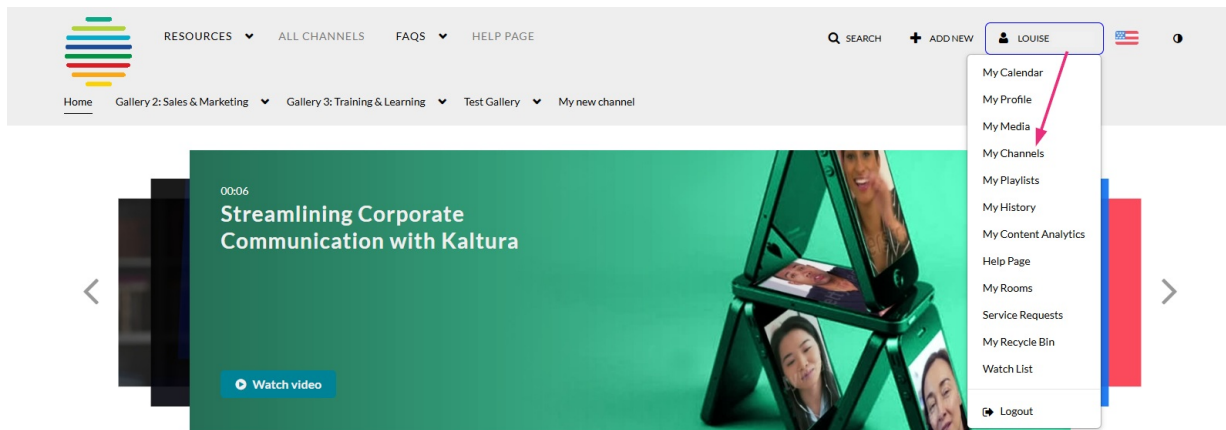 RESOURCES
ALL CHANNELS
FAQS
HELP PAGE
SEARCH
ADD NEW
LOUISE
Home
Gallery 2: Sales & Marketing
Gallery 3: Training & Learning
Test Gallery
My new channel
My Calendar
My Profile
My Media
My Channels
My Playlists
My History
My Content Analytics
Help Page
My Rooms
Service Requests
My Recycle Bin
Watch List
Logout
00:06
Streamlining Corporate
Communication with Kaltura
Watch video